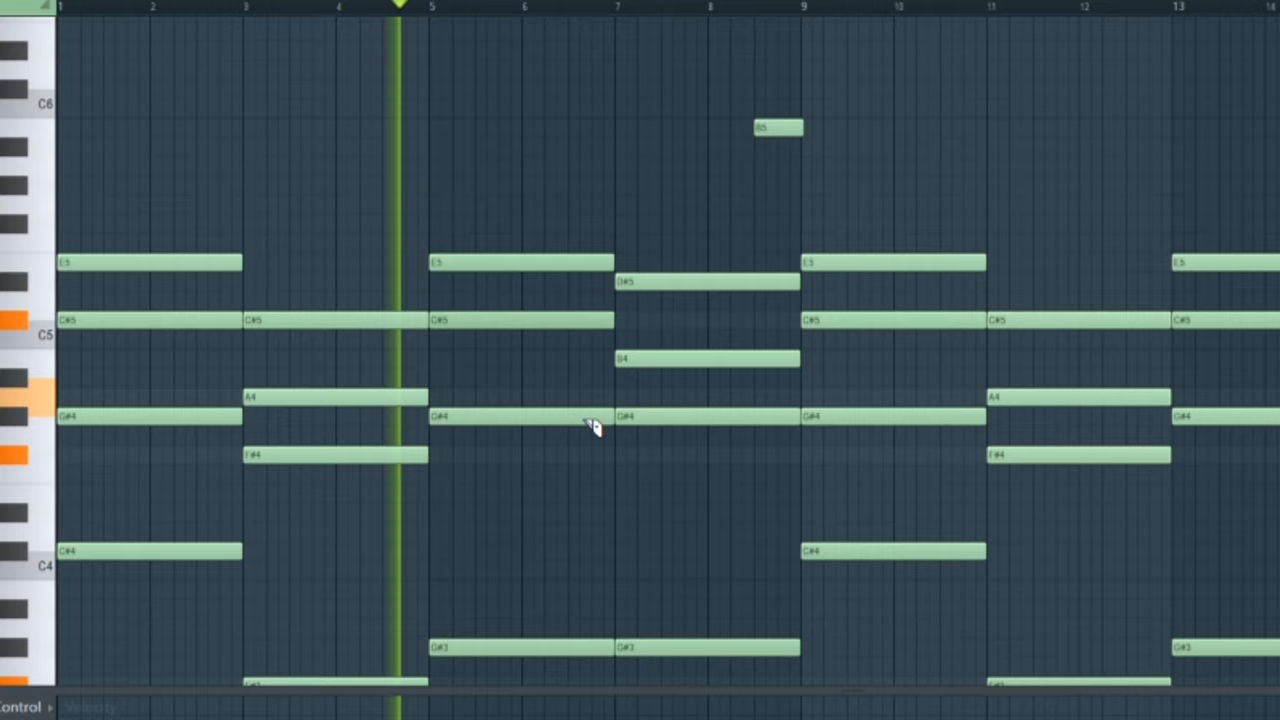 1 2 3 4 5 6 7 8 9 10 11 12 13 14
C6
B5
E5 E5 E5 E5
D#5
C#5 C#5 C#5 C#5 C#5 C#5
C5
B4
A4 A4
G#4 G#4 G#4 G#4 G#4
F#4 F#4
C#4 C#4
C4
G#3 G#3 G#3
ontrol Velocity